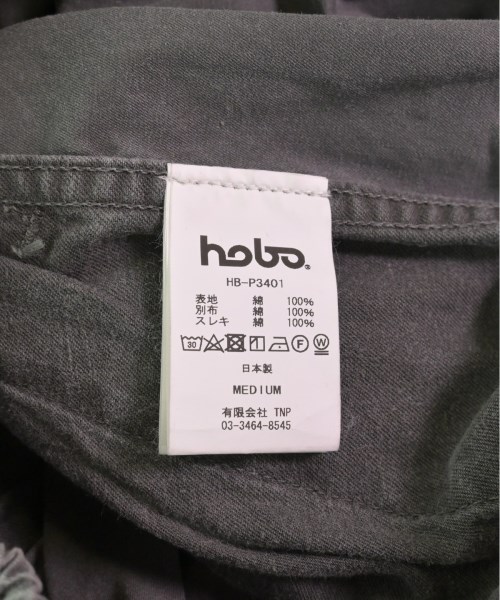 hobo®
HB-P3401
表地 綿 100%
別布 綿 100%
スレキ 綿 100%
30 F W
日本製
MEDIUM
有限会社 TNP
03-3464-8545